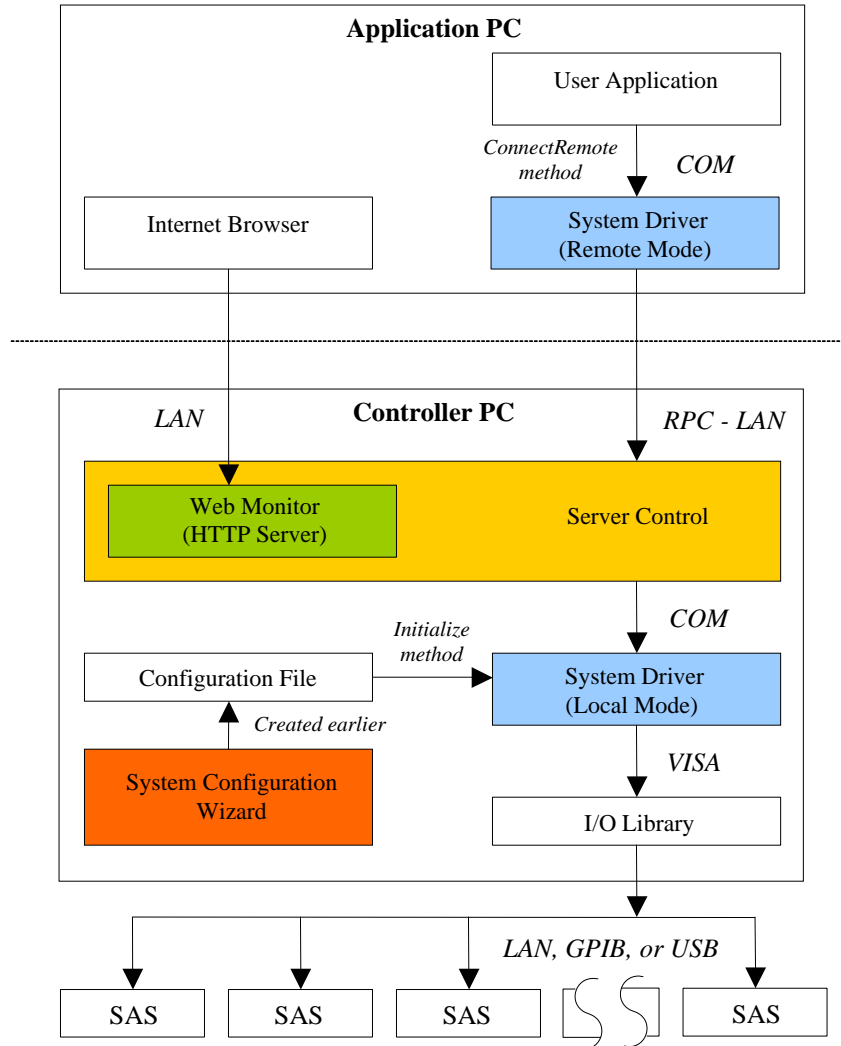 Application PC
User Application
ConnectRemote
method
COM
Internet Browser
System Driver
(Remote Mode)
LAN
Controller PC
RPC - LAN
Web Monitor
(HTTP Server)
Server Control
COM
Initialize
method
Configuration File
System Driver
(Local Mode)
Created earlier
VISA
System Configuration
Wizard
I/O Library
LAN, GPIB, or USB
SAS
SAS
SAS
SAS